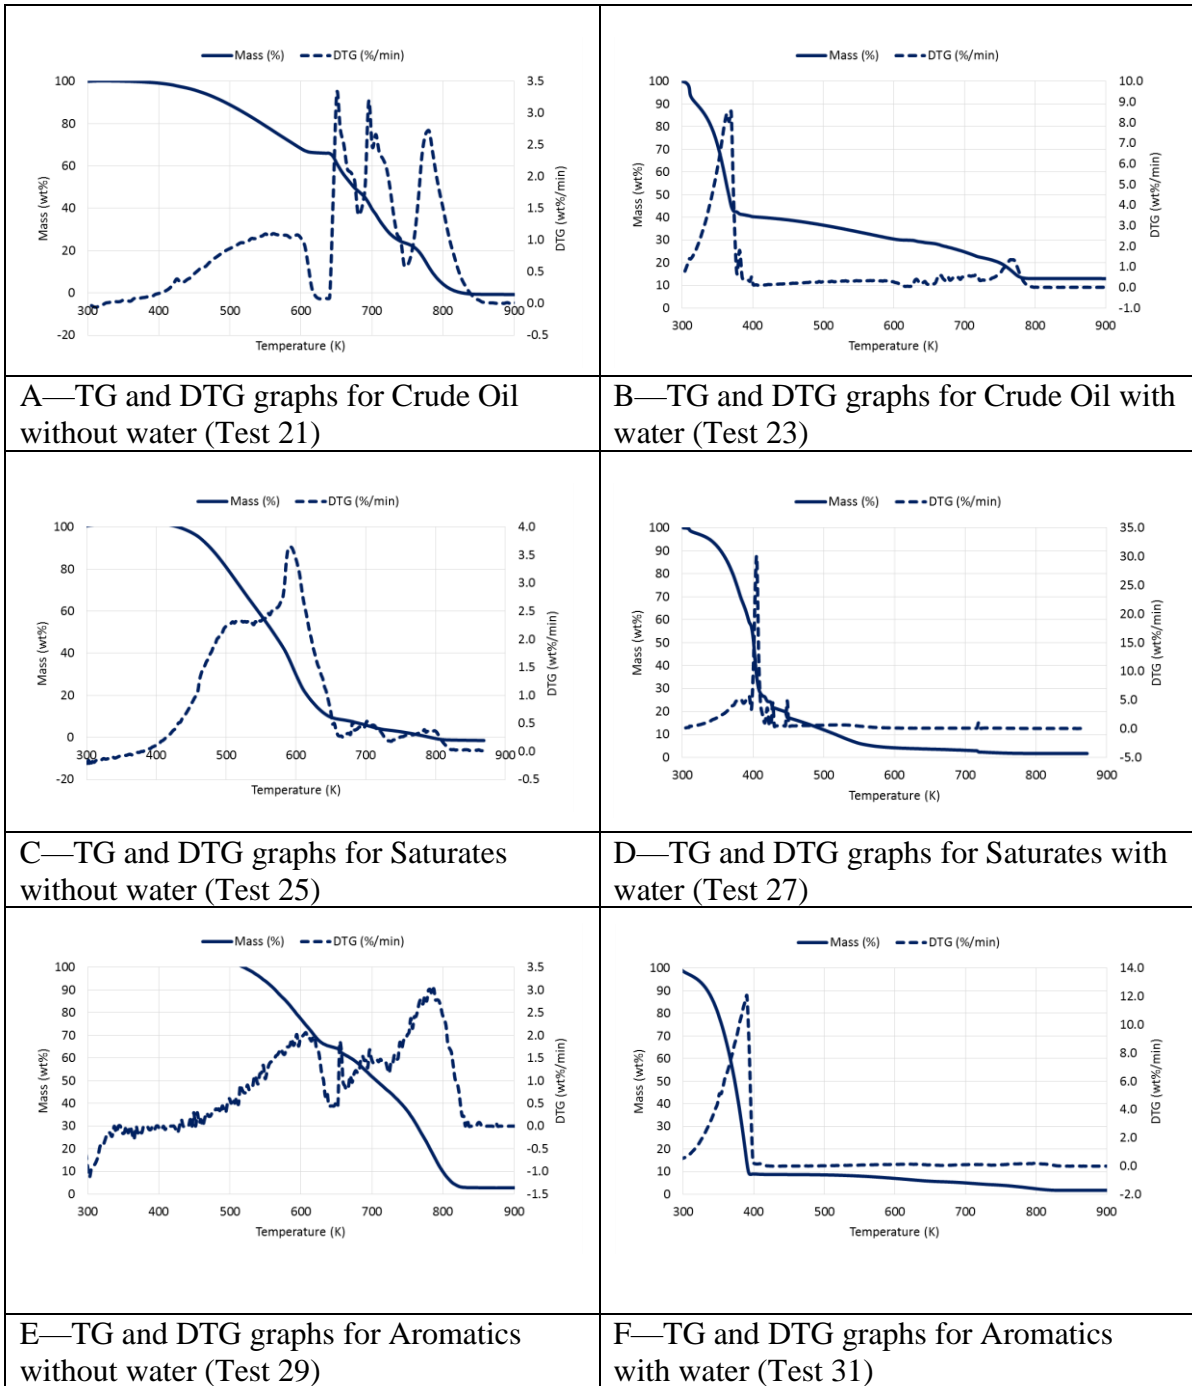 Mass (%) DTG (%/min)
100
80
60
40
20
0
-20
Mass (wt%)
3.5
3.0
2.5
2.0
1.5
1.0
0.5
0.0
-0.5
DTG (wt%/min)
300 400 500 600 700 800 900
Temperature (K)
Mass (%) DTG (%/min)
100
90
80
70
60
50
40
30
20
10
0
Mass (wt%)
10.0
9.0
8.0
7.0
6.0
5.0
4.0
3.0
2.0
1.0
0.0
-1.0
DTG (wt%/min)
300 400 500 600 700 800 900
Temperature (K)
A—TG and DTG graphs for Crude Oil
without water (Test 21)
B—TG and DTG graphs for Crude Oil with
water (Test 23)
Mass (%) DTG (%/min)
100
80
60
40
20
0
-20
Mass (wt%)
4.0
3.5
3.0
2.5
2.0
1.5
1.0
0.5
0.0
-0.5
DTG (wt%/min)
300 400 500 600 700 800 900
Temperature (K)
Mass (%) DTG (%/min)
100
90
80
70
60
50
40
30
20
10
0
Mass (wt%)
35.0
30.0
25.0
20.0
15.0
10.0
5.0
0.0
-5.0
DTG (wt%/min)
300 400 500 600 700 800 900
Temperature (K)
C—TG and DTG graphs for Saturates
without water (Test 25)
D—TG and DTG graphs for Saturates with
water (Test 27)
Mass (%) DTG (%/min)
100
90
80
70
60
50
40
30
20
10
0
Mass (wt%)
3.5
3.0
2.5
2.0
1.5
1.0
0.5
0.0
-0.5
-1.0
-1.5
DTG (wt%/min)
300 400 500 600 700 800 900
Temperature (K)
Mass (%) DTG (%/min)
100
90
80
70
60
50
40
30
20
10
0
Mass (wt%)
14.0
12.0
10.0
8.0
6.0
4.0
2.0
0.0
-2.0
DTG (wt%/min)
300 400 500 600 700 800 900
Temperature (K)
E—TG and DTG graphs for Aromatics
without water (Test 29)
F—TG and DTG graphs for Aromatics
with water (Test 31)